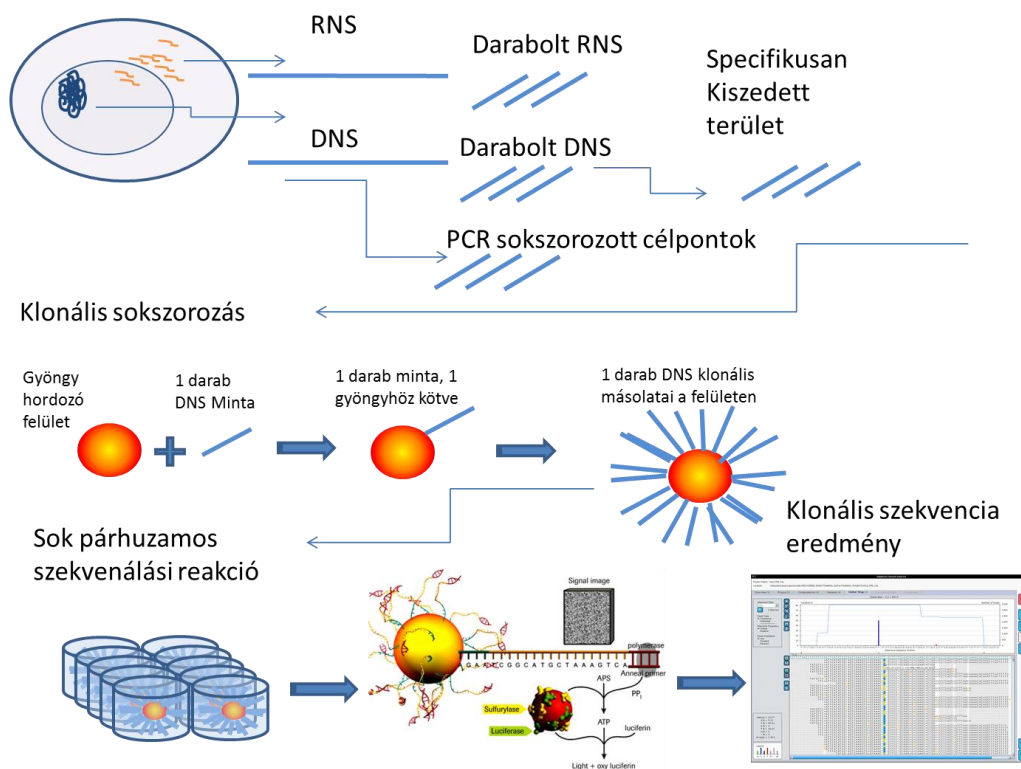 RNS
Darabolt RNS
Specifikusan
Kiszedett
terület
DNS
Darabolt DNS
PCR sokszorozott célpontok
Klonális sokszorozás
Gyöngy
hordozó
felület
1 darab
DNS Minta
1 darab minta, 1
gyöngyhöz kötve
1 darab DNS klonális
másolatai a felületen
Sok párhuzamos
szekvenálási reakció
Klonális szekvencia
eredmény
Signal image
polymerase
Anneal primer
APS
PPi
Sulfurylase
Luciferase
ATP
luciferin
Light + oxy luciferin